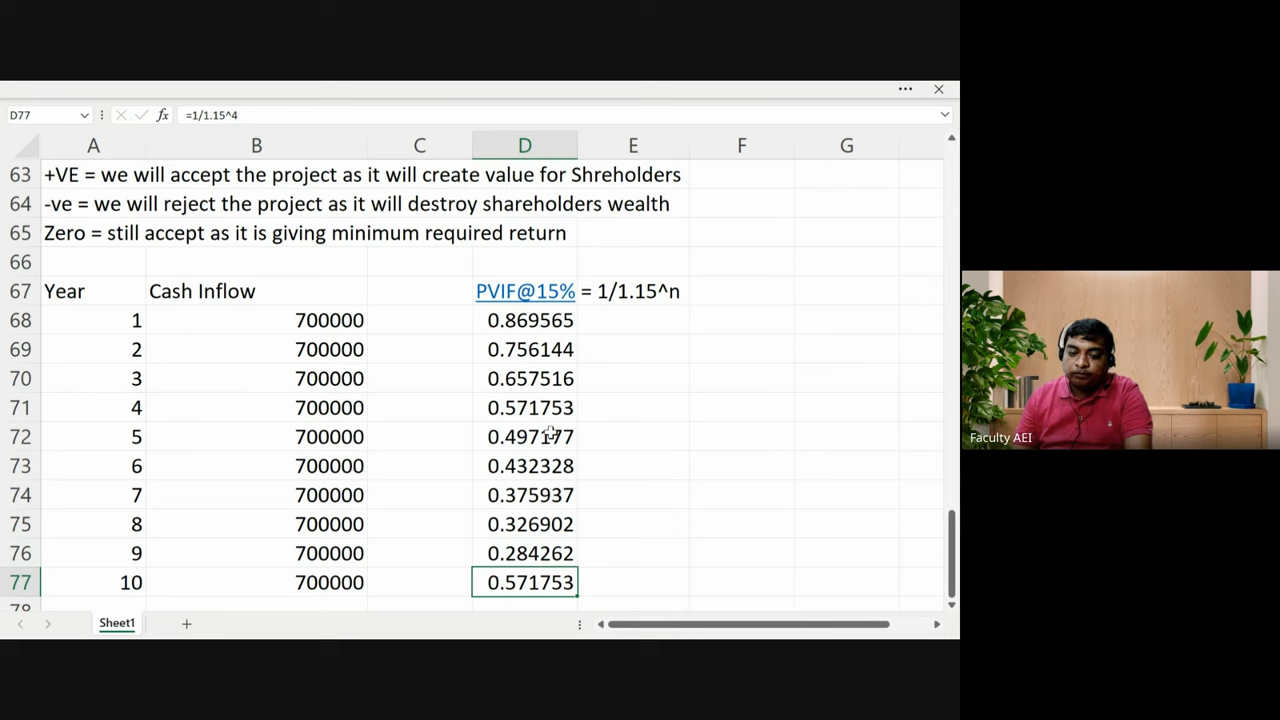 D77 fx =1/1.15^4
A B C D E F G
63 +VE = we will accept the project as it will create value for Shreholders
64 -ve = we will reject the project as it will destroy shareholders wealth
65 Zero = still accept as it is giving minimum required return
66
67 Year Cash Inflow PVIF@15% = 1/1.15^n
68 1 700000 0.869565
69 2 700000 0.756144
70 3 700000 0.657516
71 4 700000 0.571753
72 5 700000 0.497177
73 6 700000 0.432328
74 7 700000 0.375937
75 8 700000 0.326902
76 9 700000 0.284262
77 10 700000 0.571753
78
Sheet1
Faculty AEI